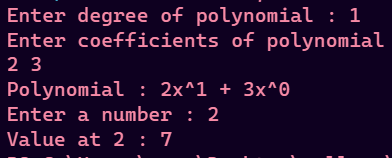 Enter degree of polynomial : 1
Enter coefficients of polynomial
2 3
Polynomial : 2x^1 + 3x^0
Enter a number : 2
Value at 2 : 7